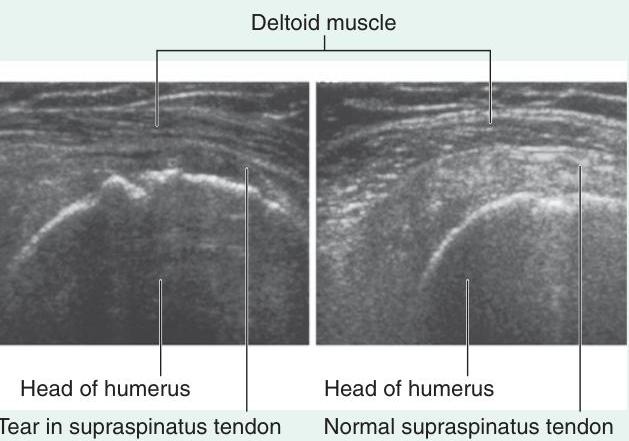 Deltoid muscle
Head of humerus
Head of humerus
Tear in supraspinatus tendon
Normal supraspinatus tendon